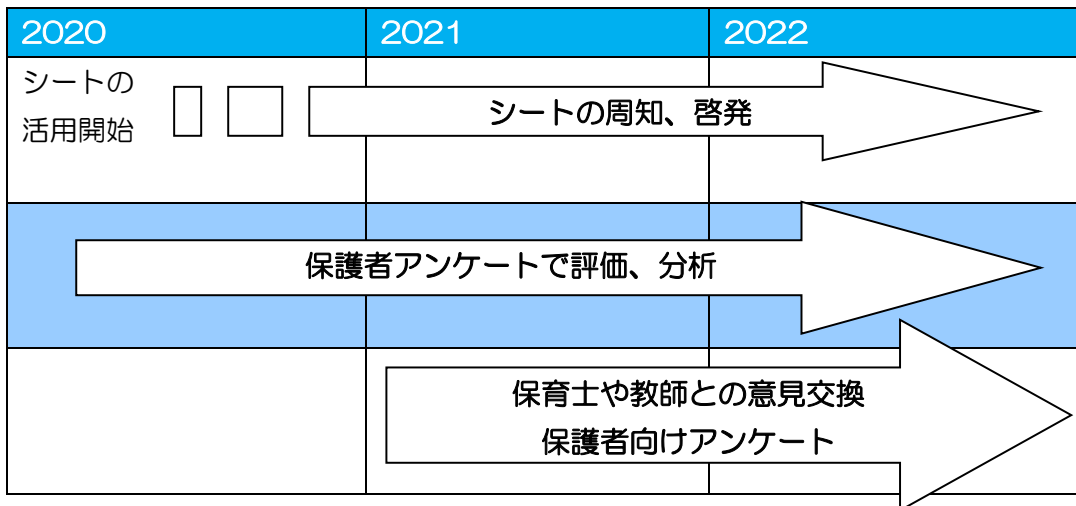 2020 2021 2022
シートの
活用開始
シートの周知、啓発
保護者アンケートで評価、分析
保育士や教師との意見交換
保護者向けアンケート